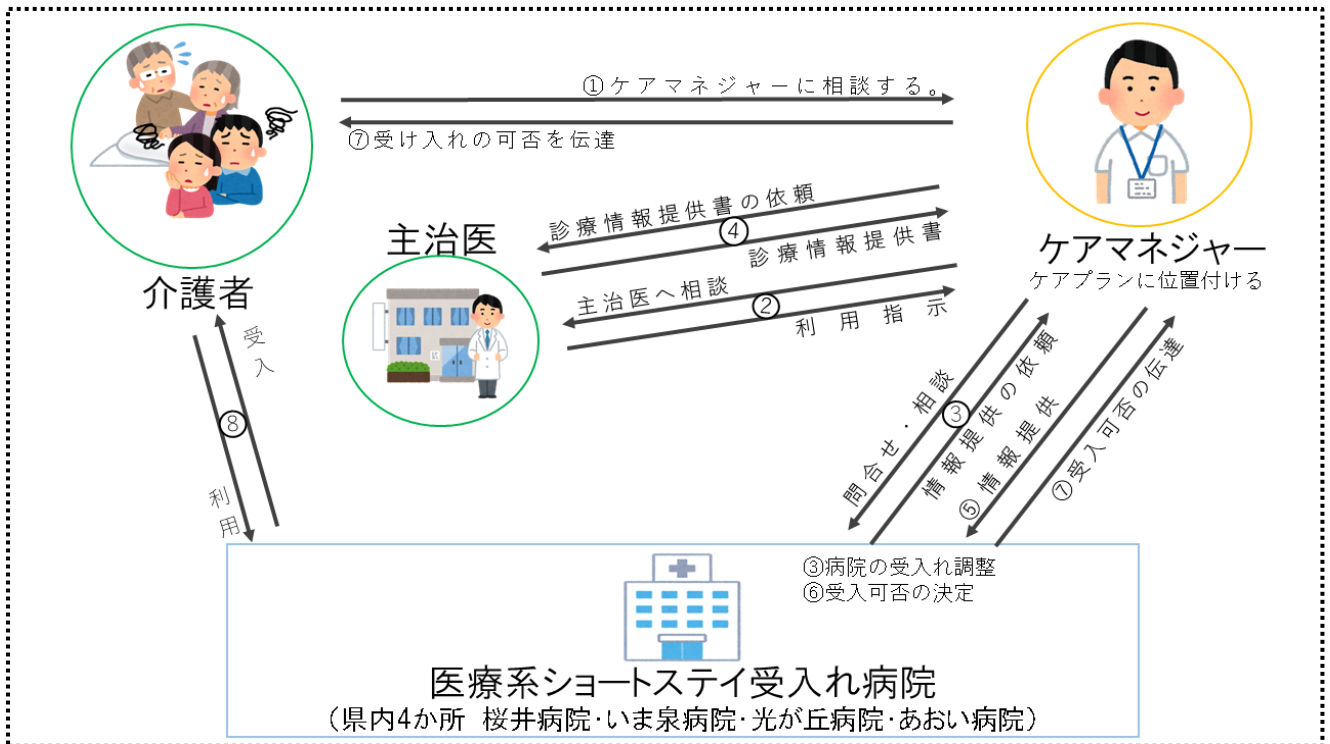 ①ケアマネジャーに相談する。
⑦受け入れの可否を伝達
介護者
主治医
診療情報提供書の依頼
④
診療情報提供書
主治医へ相談
②
利用指示
ケアマネジャー
ケアプランに位置付ける
受入
⑧
利用
問合せ・相談
③
情報提供の依頼
⑤情報提供
⑦受入可否の伝達
③病院の受入れ調整
⑥受入可否の決定
医療系ショートステイ受入れ病院
(県内4か所 桜井病院・いま泉病院・光が丘病院・あおい病院)